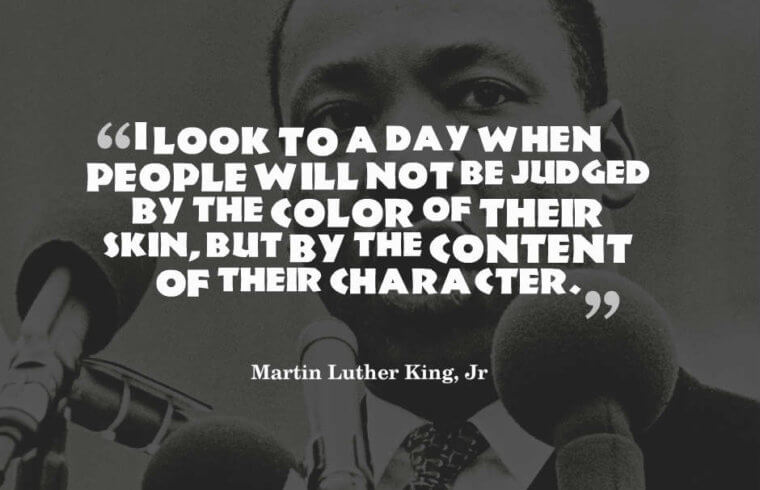 “I LOOK TO A DAY WHEN
PEOPLE WILL NOT BE JUDGED
BY THE COLOR OF THEIR
SKIN, BUT BY THE CONTENT
OF THEIR CHARACTER.”
Martin Luther King, Jr